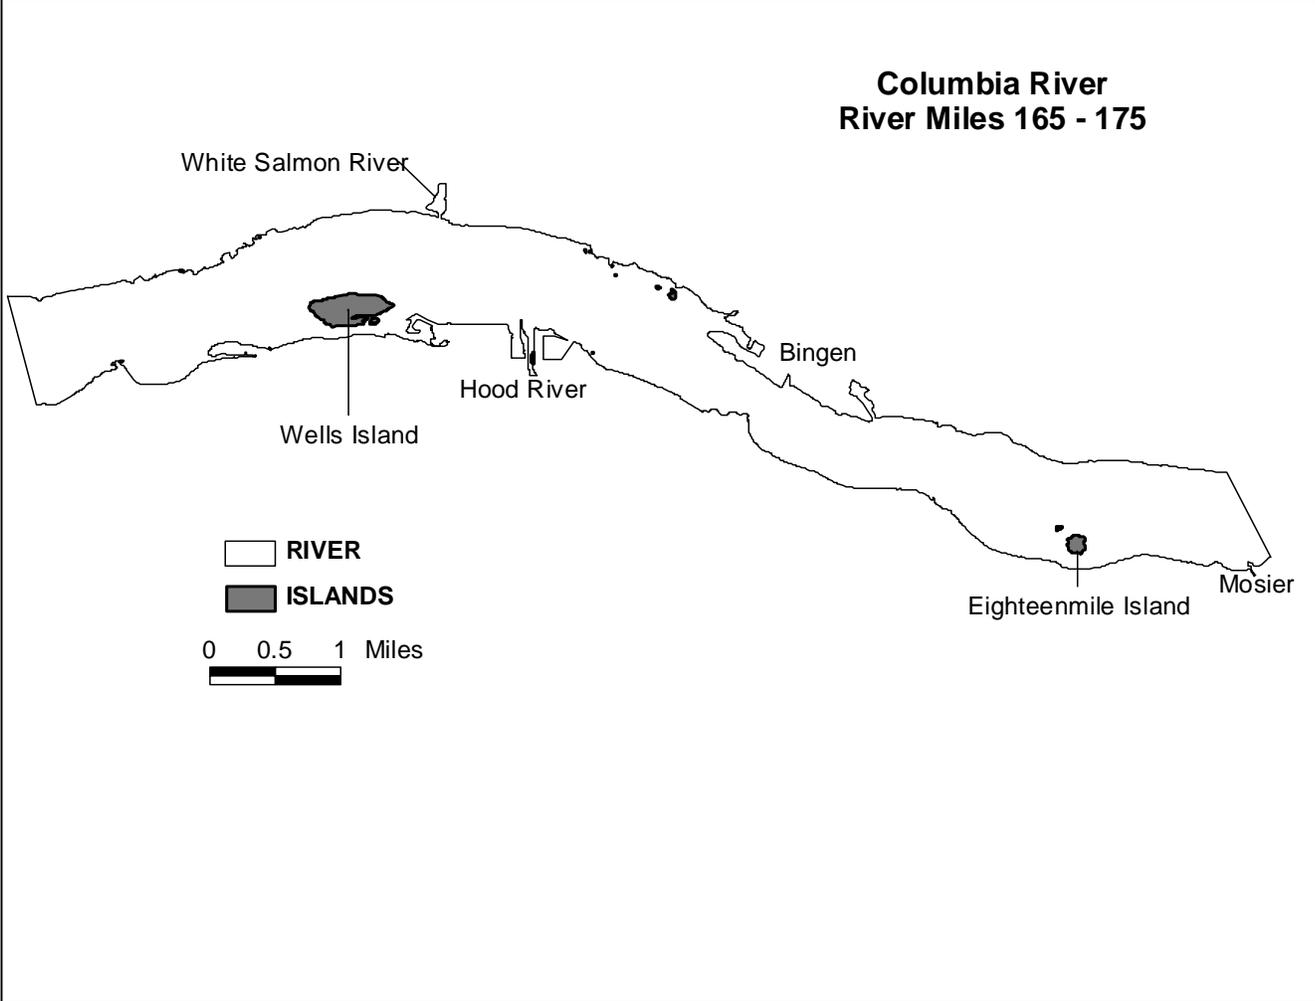 Columbia River
River Miles 165 - 175
White Salmon River
Bingen
Hood River
Wells Island
RIVER
ISLANDS
Mosier
Eighteenmile Island
0 0.5 1 Miles